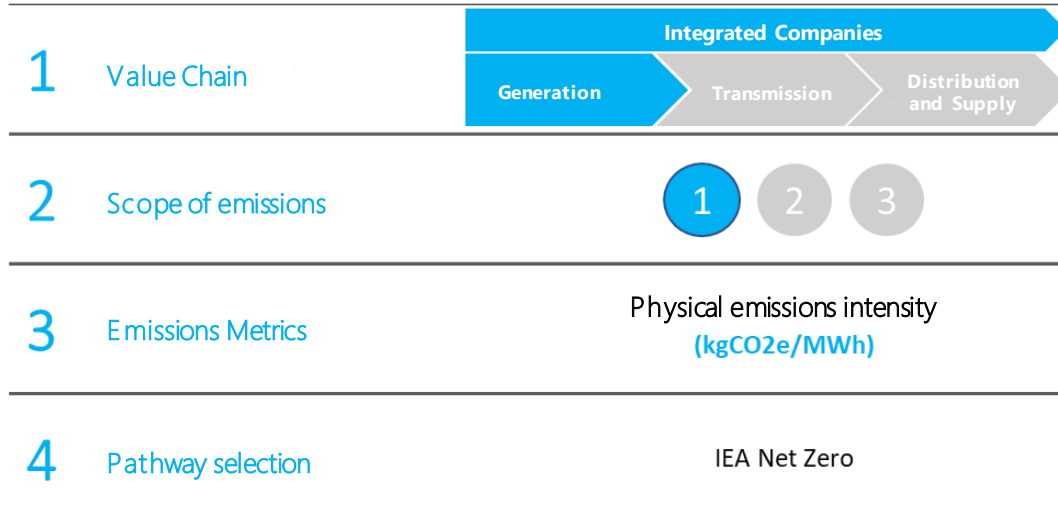 1
Value Chain
Integrated Companies
Generation
Transmission
Distribution
and Supply
2
Scope of emissions
1
2
3
3
Emissions Metrics
Physical emissions intensity
(kgCO2e/MWh)
4
Pathway selection
IEA Net Zero